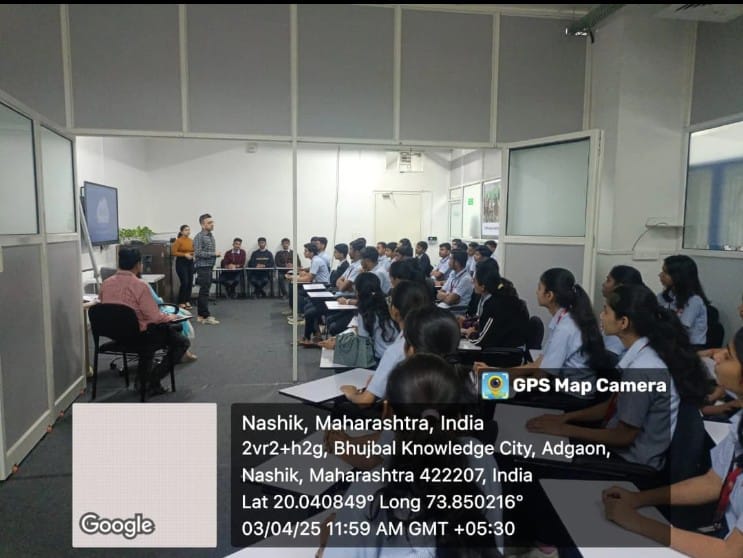 GPS Map Camera
Nashik, Maharashtra, India
2vr2+h2g, Bhujbal Knowledge City, Adgaon,
Nashik, Maharashtra 422207, India
Lat 20.040849° Long 73.850216°
03/04/25 11:59 AM GMT +05:30
Google